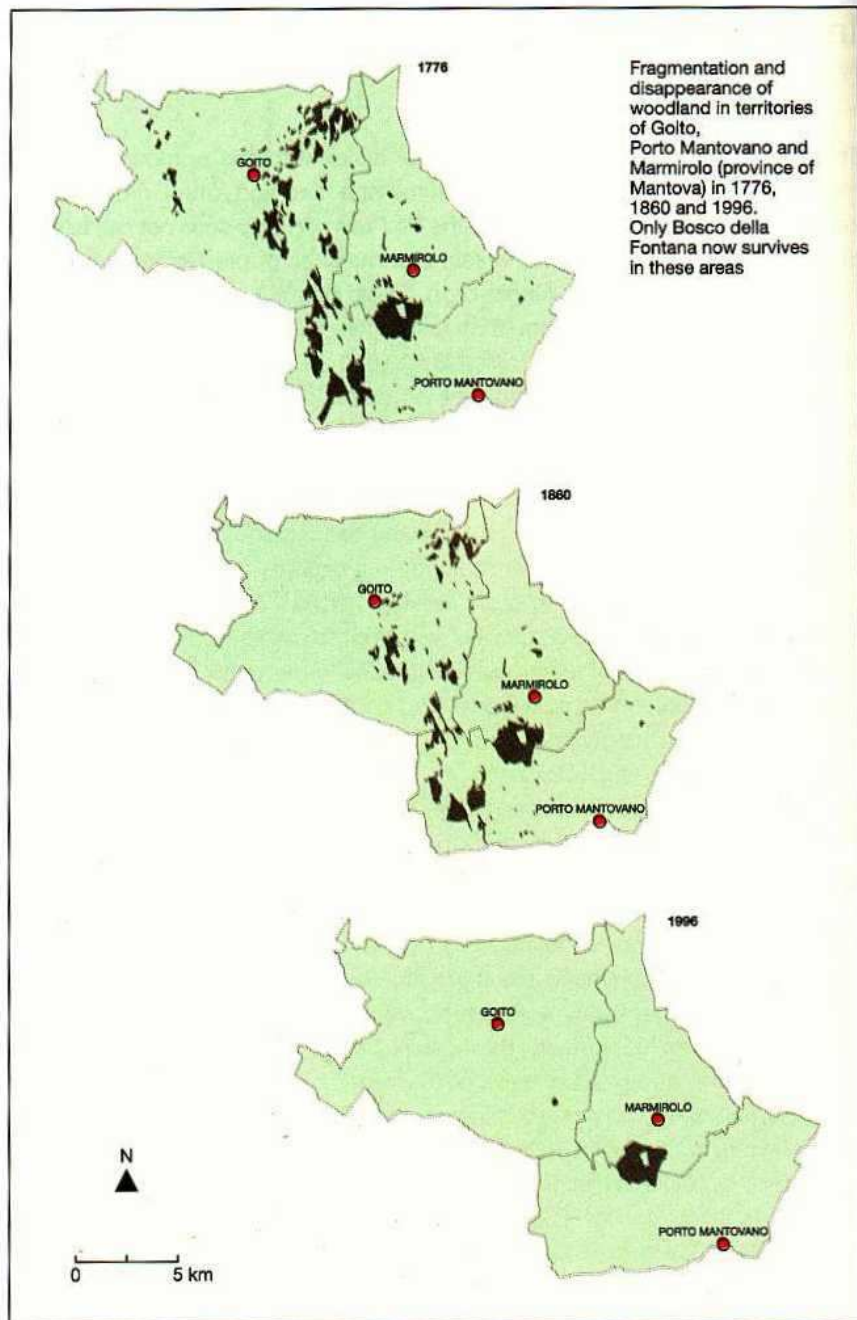 1776
Fragmentation and
disappearance of
woodland in territories
of Goito,
Porto Mantovano and
Marmirolo (province of
Mantova) in 1776,
1860 and 1996.
Only Bosco della
Fontana now survives
in these areas
GOITO
MARMIROLO
PORTO MANTOVANO
1860
GOITO
MARMIROLO
PORTO MANTOVANO
1996
GOITO
MARMIROLO
PORTO MANTOVANO
N
0 5 km